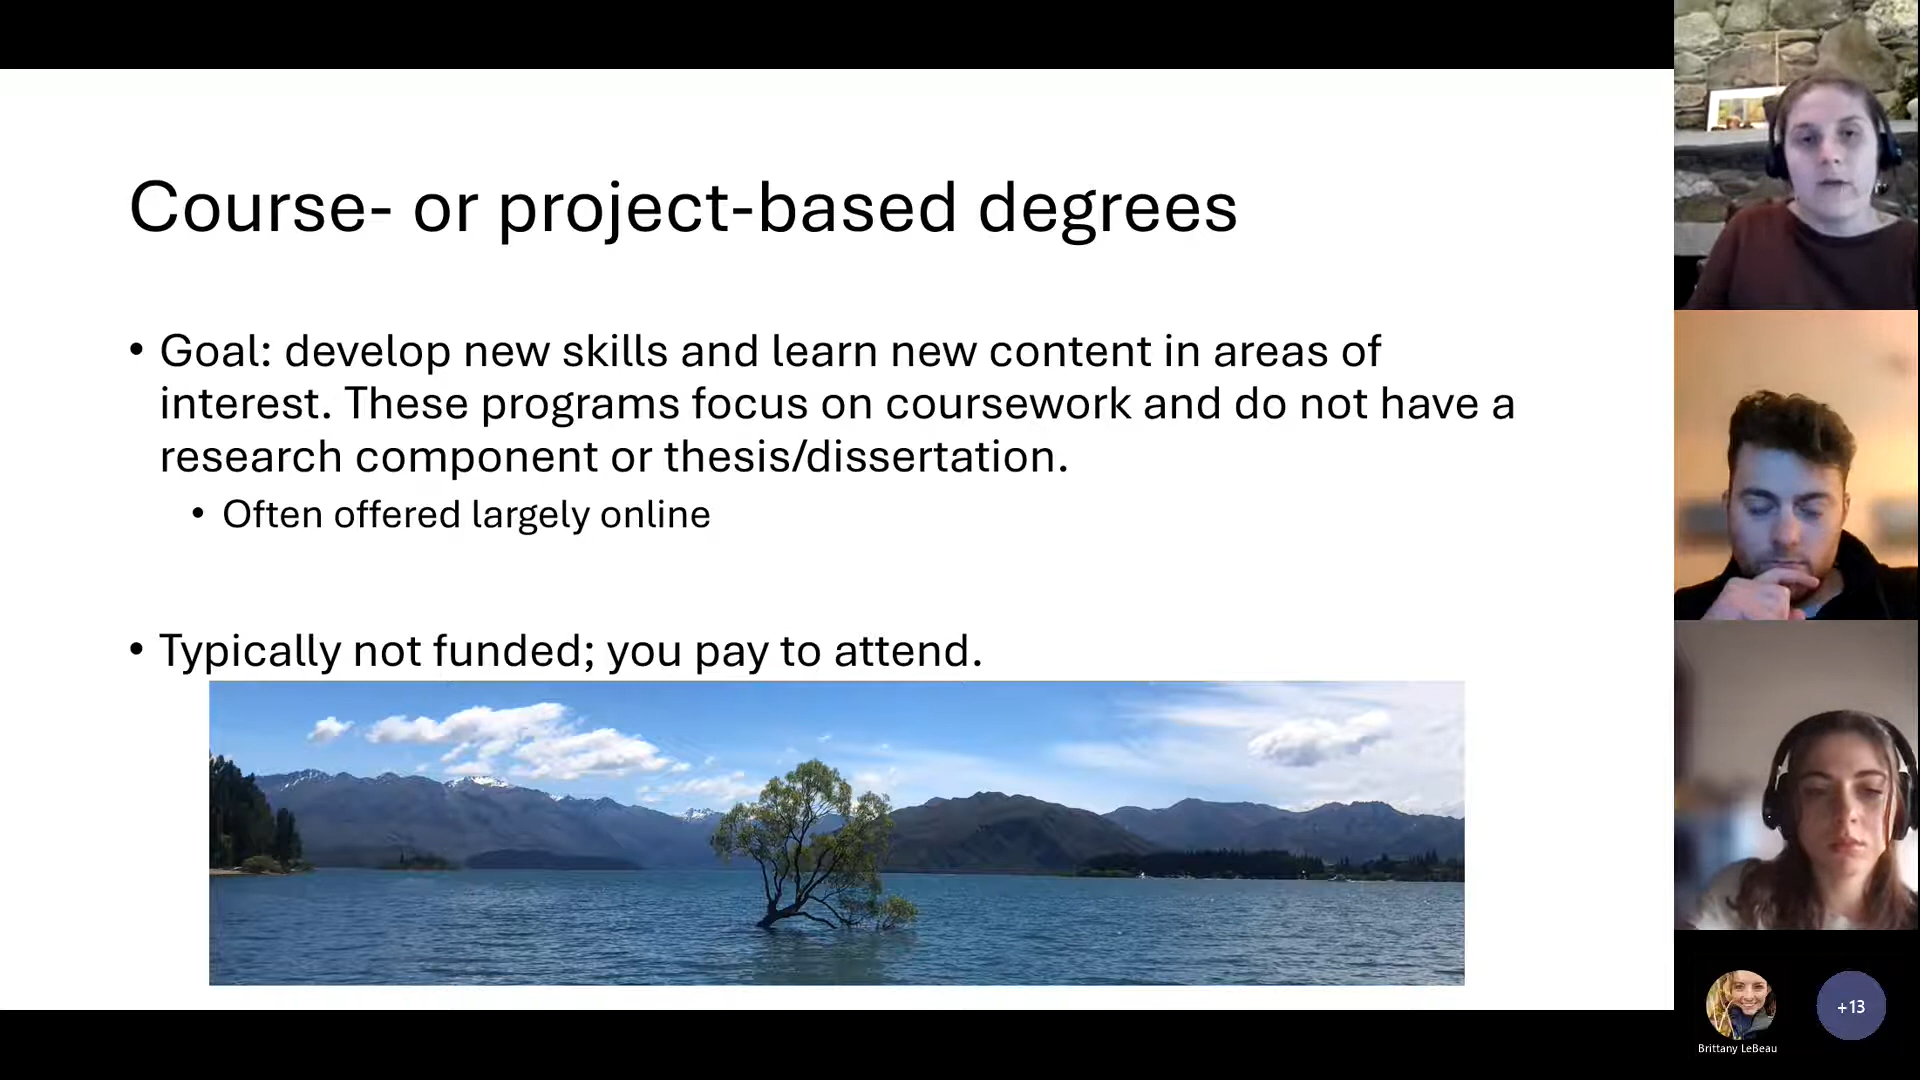 Course- or project-based degrees
• Goal: develop new skills and learn new content in areas of
interest. These programs focus on coursework and do not have a
research component or thesis/dissertation.
• Often offered largely online
• Typically not funded; you pay to attend.
+13
Brittany LeBeau